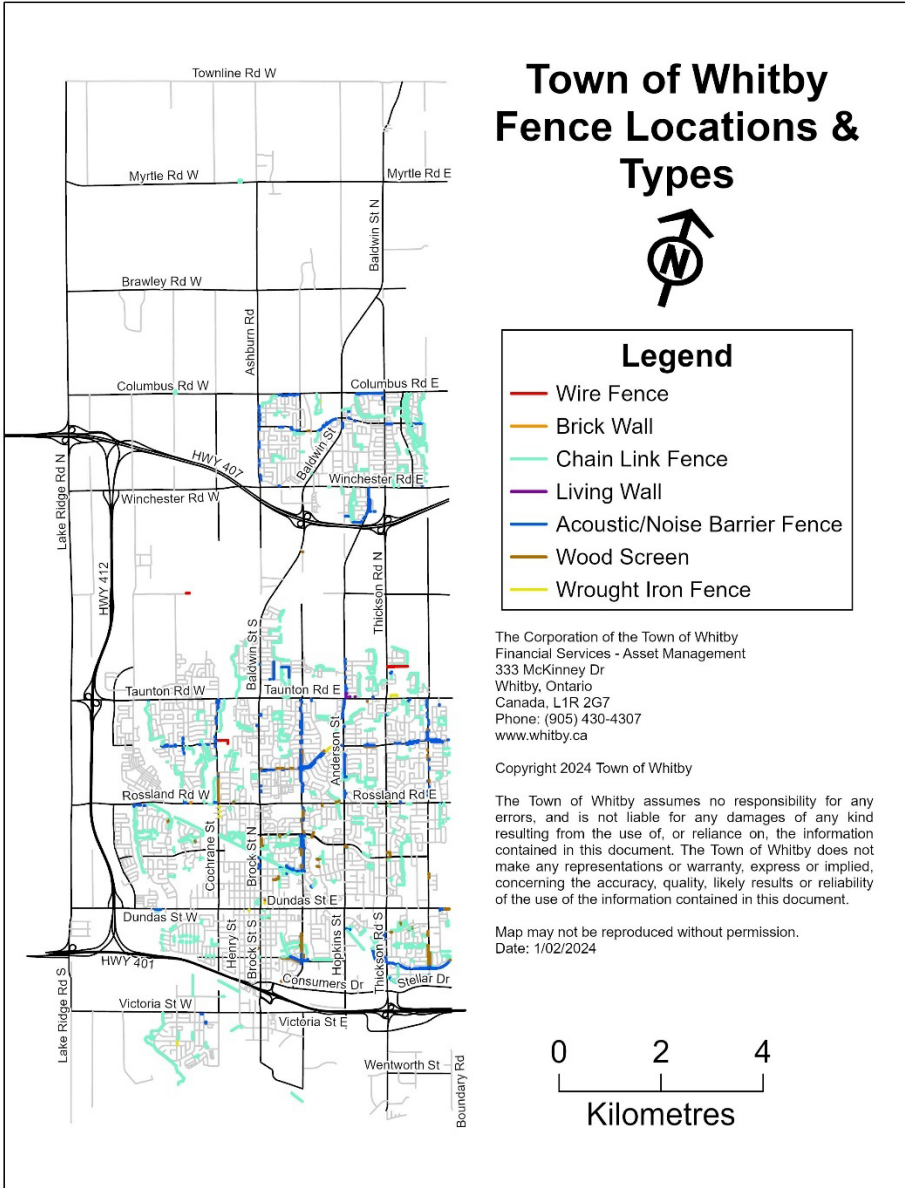 Town of Whitby
Fence Locations &
Types
N
Legend
Wire Fence
Brick Wall
Chain Link Fence
Living Wall
Acoustic/Noise Barrier Fence
Wood Screen
Wrought Iron Fence
The Corporation of the Town of Whitby
Financial Services - Asset Management
333 McKinney Dr
Whitby, Ontario
Canada, L1R 2G7
Phone: (905) 430-4307
www.whitby.ca
Copyright 2024 Town of Whitby
The Town of Whitby assumes no responsibility for any
errors, and is not liable for any damages of any kind
resulting from the use of, or reliance on, the information
contained in this document. The Town of Whitby does not
make any representations or warranty, express or implied,
concerning the accuracy, quality, likely results or reliability
of the use of the information contained in this document.
Map may not be reproduced without permission.
Date: 1/02/2024
0 2 4
Kilometres
Townline Rd W
Myrtle Rd W
Myrtle Rd E
Baldwin St N
Brawley Rd W
Ashburn Rd
Columbus Rd W
Columbus Rd E
Lake Ridge Rd N
HWY 407
Baldwin St
Winchester Rd W
Winchester Rd E
HWY 412
Thickson Rd N
Baldwin St S
Taunton Rd W
Taunton Rd E
Anderson St
Rossland Rd W
Rossland Rd E
Cochrane St
Brock St N
Dundas St W
Dundas St E
Henry St
Brock St S
Hopkins St
Thickson Rd S
HWY 401
Consumers Dr
Stellar Dr
Lake Ridge Rd S
Victoria St W
Victoria St E
Wentworth St
Boundary Rd